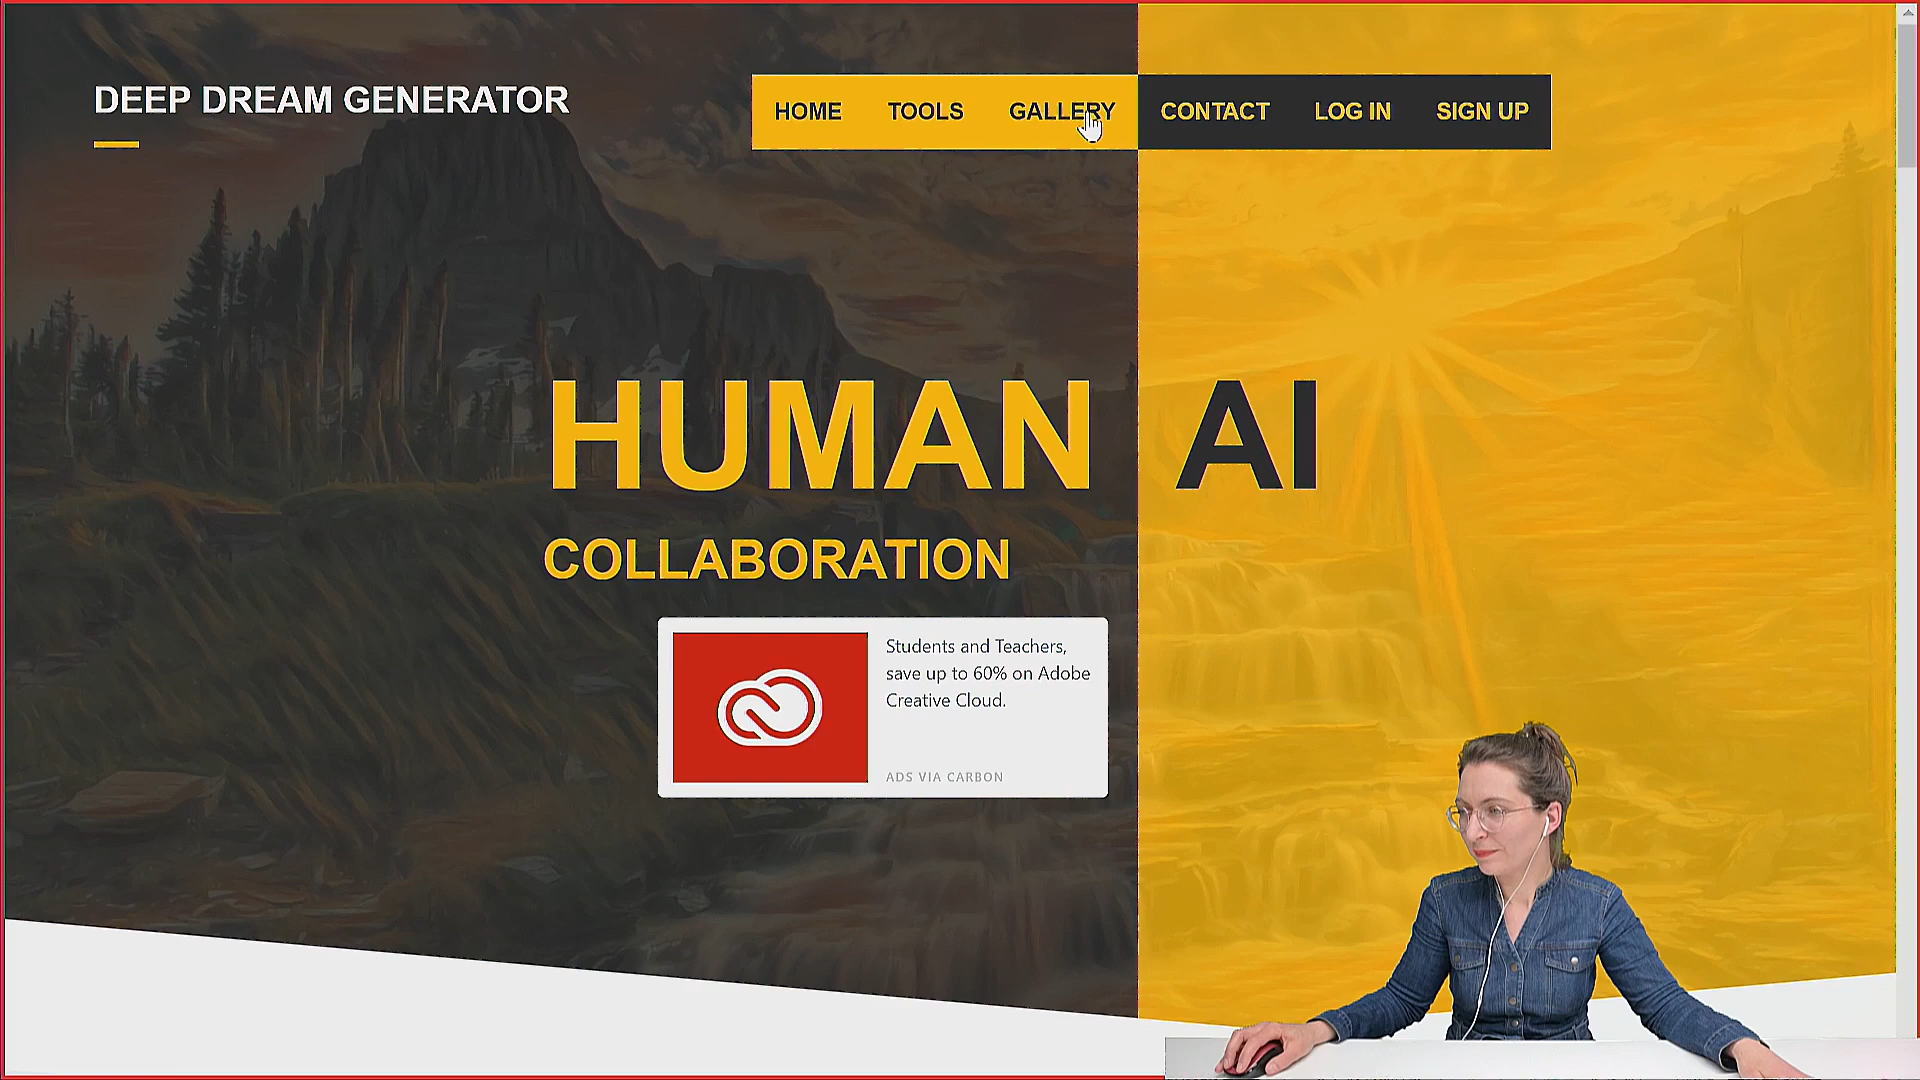 DEEP DREAM GENERATOR
HOME TOOLS GALLERY CONTACT LOG IN SIGN UP
HUMAN AI
COLLABORATION
Students and Teachers,
save up to 60% on Adobe
Creative Cloud.
ADS VIA CARBON